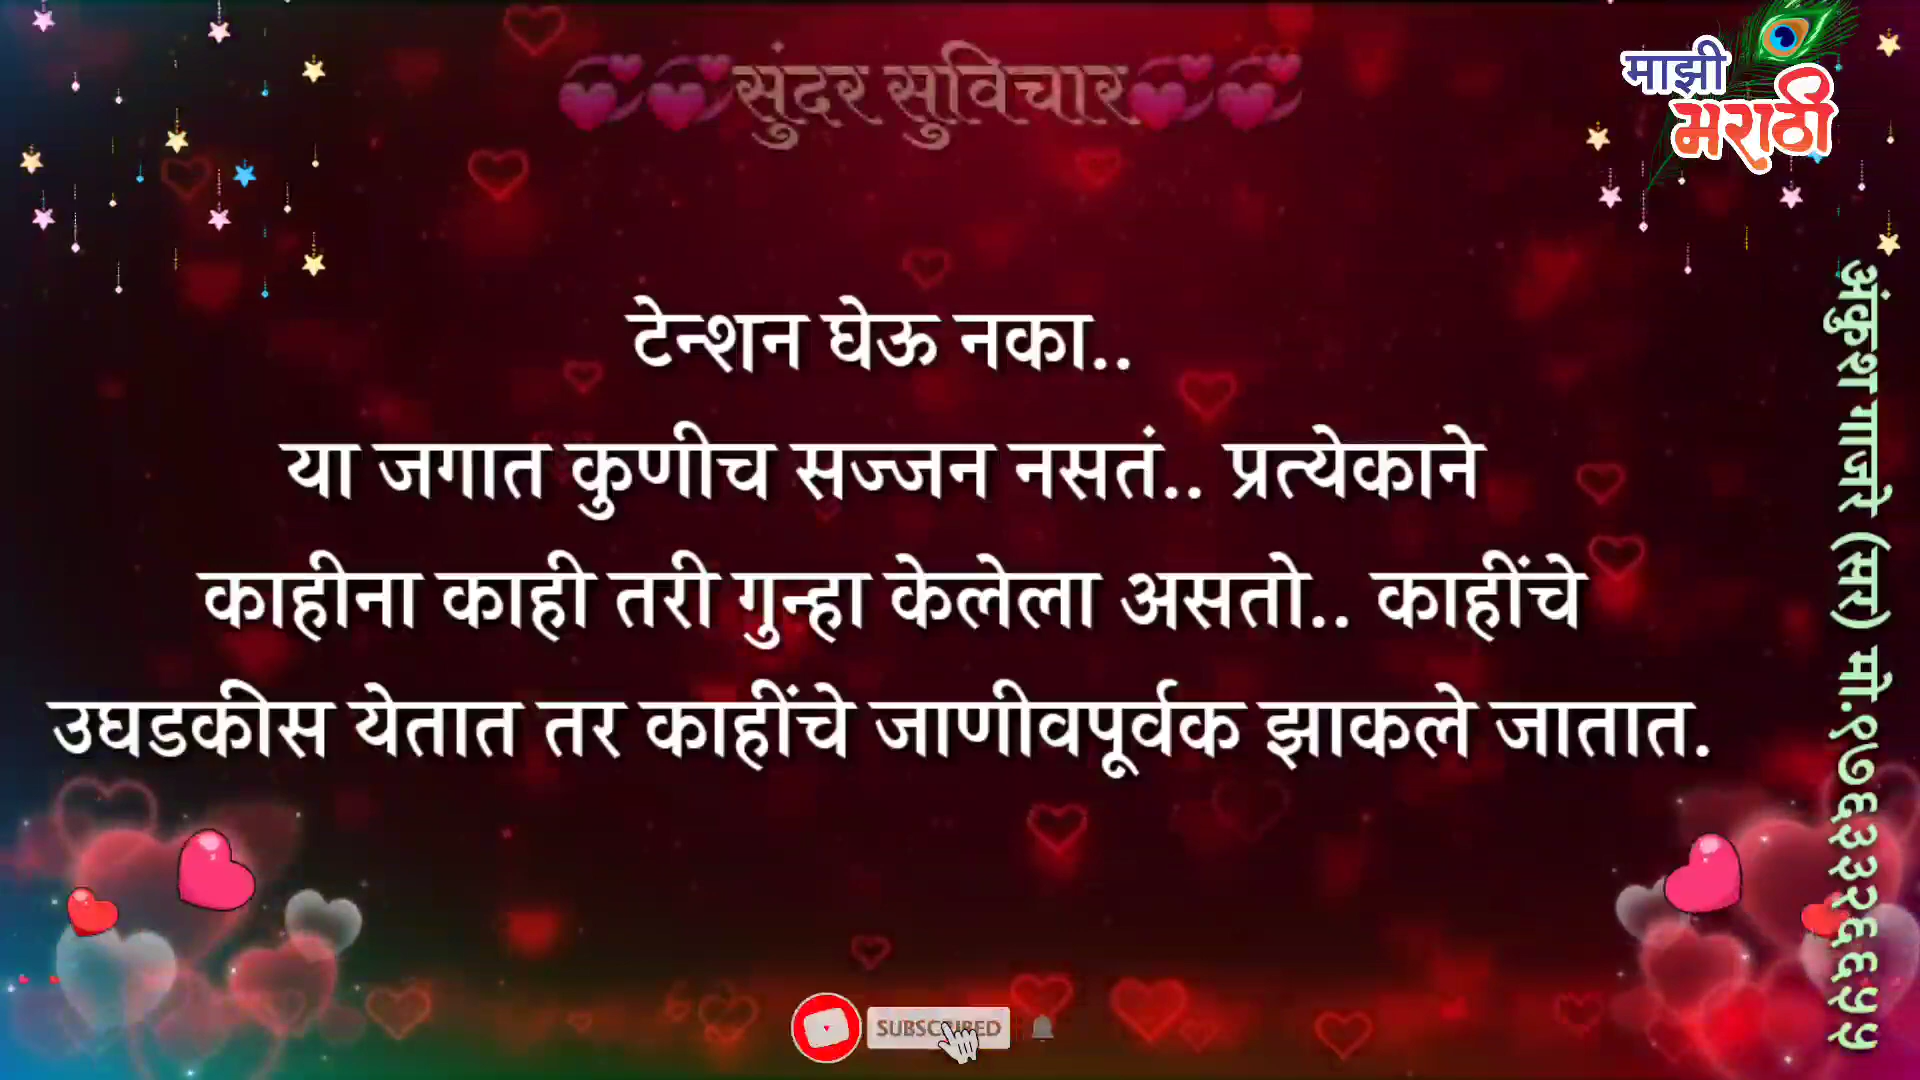 सुंदर सुविचार
माझी
मराठी
टेन्शन घेऊ नका..
या जगात कुणीच सज्जन नसतं.. प्रत्येकाने
काहीना काही तरी गुन्हा केलेला असतो.. काहींचे
उघडकीस येतात तर काहींचे जाणीवपूर्वक झाकले जातात.
अंकुश गाजरे (सर) मो.९७६३३२६६५५
SUBSCRIBED